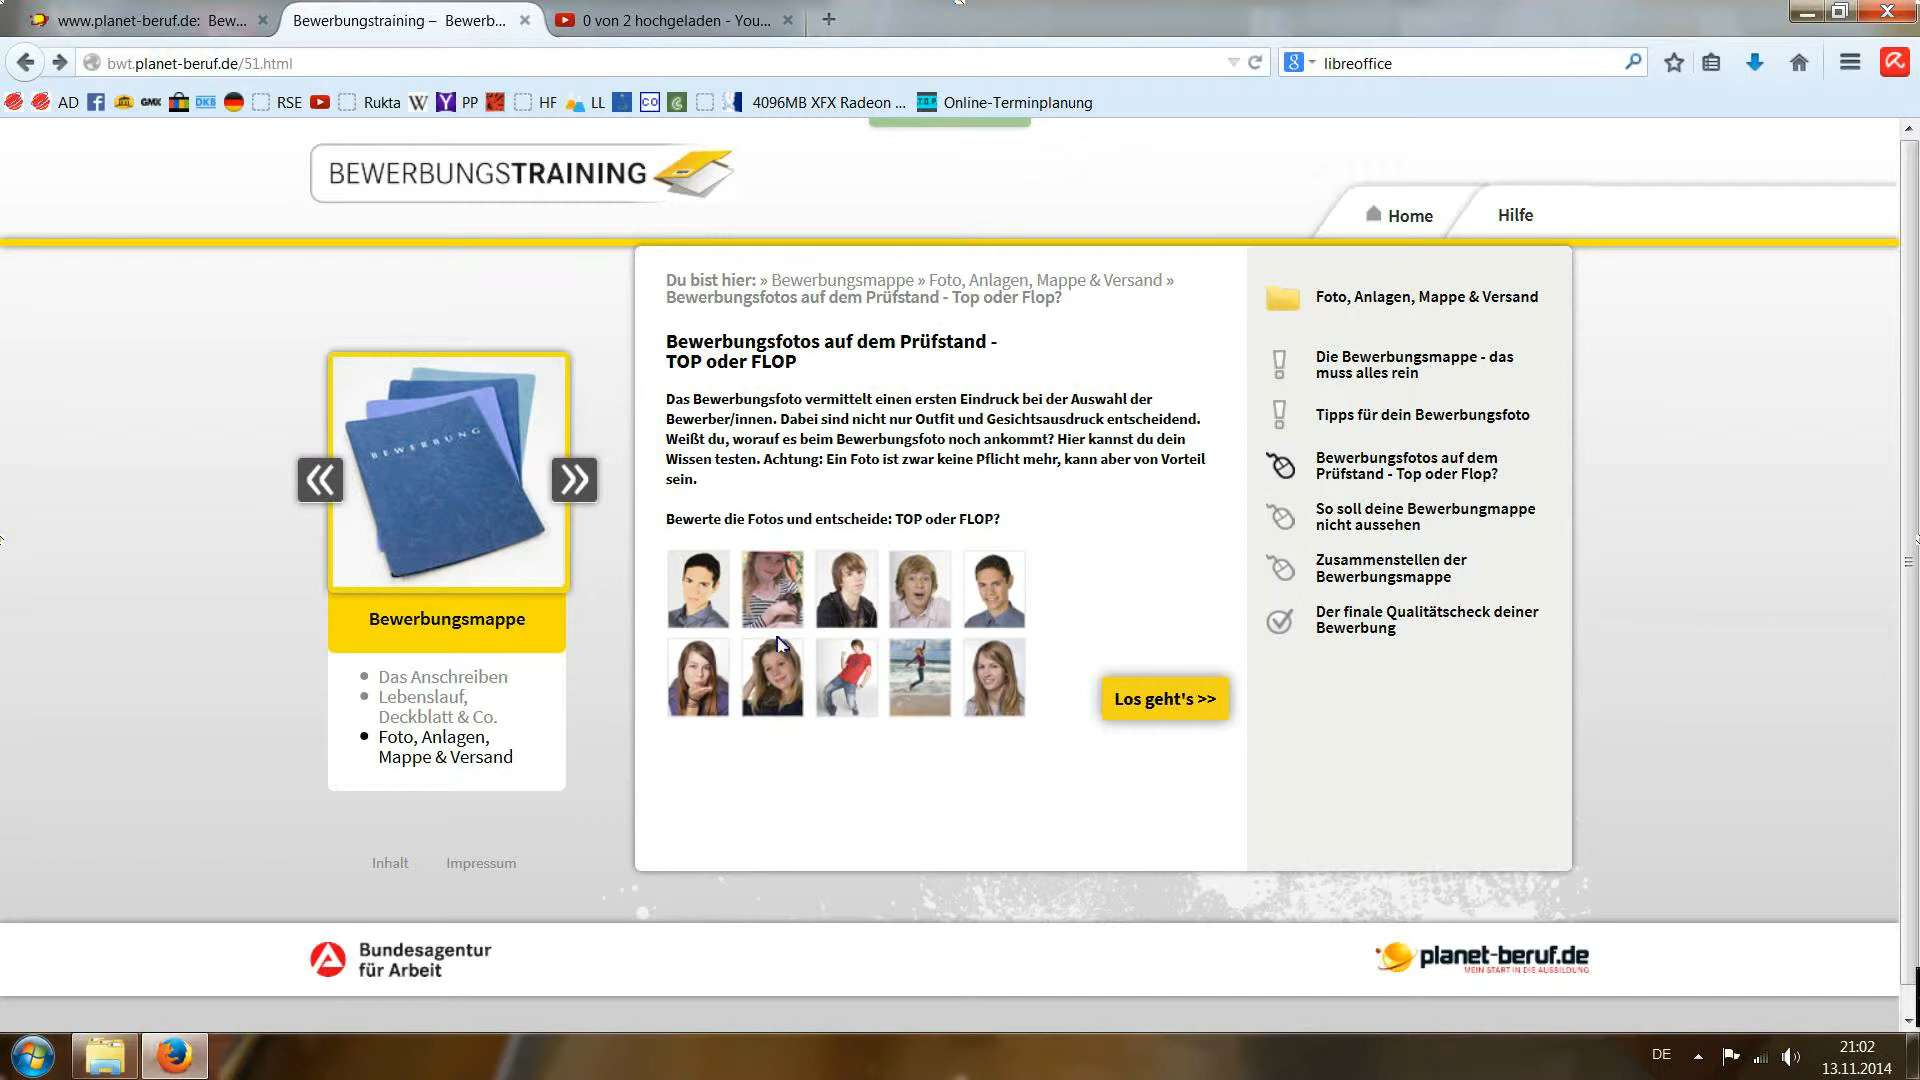 www.planet-beruf.de: Bew...
Bewerbungstraining – Bewerb...
0 von 2 hochgeladen - You...
bwt.planet-beruf.de/51.html
libreoffice
AD
GMX
DKB
RSE
Rukta
W
Y PP
HF
LL
CO
4096MB XFX Radeon ...
Online-Terminplanung
BEWERBUNGSTRAINING
Home
Hilfe
Du bist hier: » Bewerbungsmappe » Foto, Anlagen, Mappe & Versand »
Bewerbungsfotos auf dem Prüfstand - Top oder Flop?
Bewerbungsfotos auf dem Prüfstand -
TOP oder FLOP
Das Bewerbungsfoto vermittelt einen ersten Eindruck bei der Auswahl der
Bewerber/innen. Dabei sind nicht nur Outfit und Gesichtsausdruck entscheidend.
Weißt du, worauf es beim Bewerbungsfoto noch ankommt? Hier kannst du dein
Wissen testen. Achtung: Ein Foto ist zwar keine Pflicht mehr, kann aber von Vorteil
sein.
Bewerte die Fotos und entscheide: TOP oder FLOP?
Los geht's >>
BEWERBUNG
Bewerbungsmappe
Das Anschreiben
Lebenslauf,
Deckblatt & Co.
Foto, Anlagen,
Mappe & Versand
Inhalt
Impressum
Foto, Anlagen, Mappe & Versand
Die Bewerbungsmappe - das
muss alles rein
Tipps für dein Bewerbungsfoto
Bewerbungsfotos auf dem
Prüfstand - Top oder Flop?
So soll deine Bewerbungmappe
nicht aussehen
Zusammenstellen der
Bewerbungsmappe
Der finale Qualitätscheck deiner
Bewerbung
Bundesagentur
für Arbeit
planet-beruf.de
MEIN START IN DIE AUSBILDUNG
DE
21:02
13.11.2014